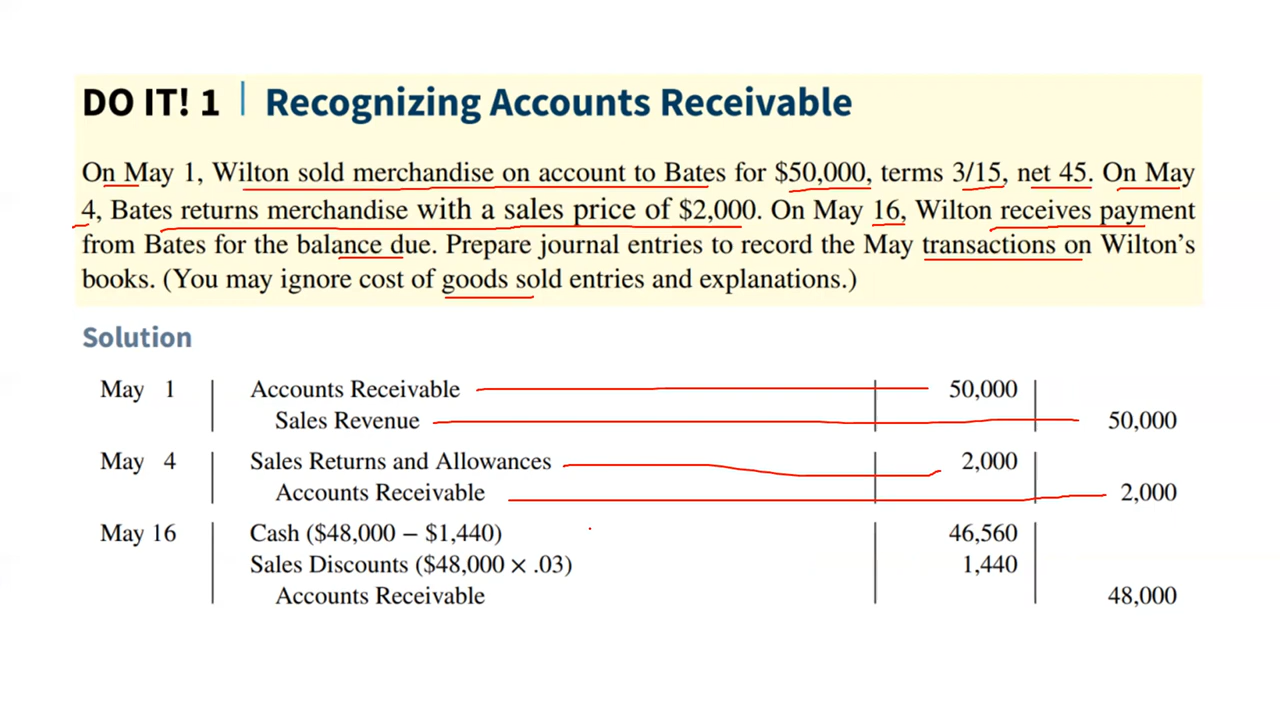 DO IT! 1 | Recognizing Accounts Receivable
On May 1, Wilton sold merchandise on account to Bates for $50,000, terms 3/15, net 45. On May
4, Bates returns merchandise with a sales price of $2,000. On May 16, Wilton receives payment
from Bates for the balance due. Prepare journal entries to record the May transactions on Wilton's
books. (You may ignore cost of goods sold entries and explanations.)
Solution
May 1 Accounts Receivable 50,000
Sales Revenue 50,000
May 4 Sales Returns and Allowances 2,000
Accounts Receivable 2,000
May 16 Cash ($48,000 − $1,440) 46,560
Sales Discounts ($48,000 × .03) 1,440
Accounts Receivable 48,000